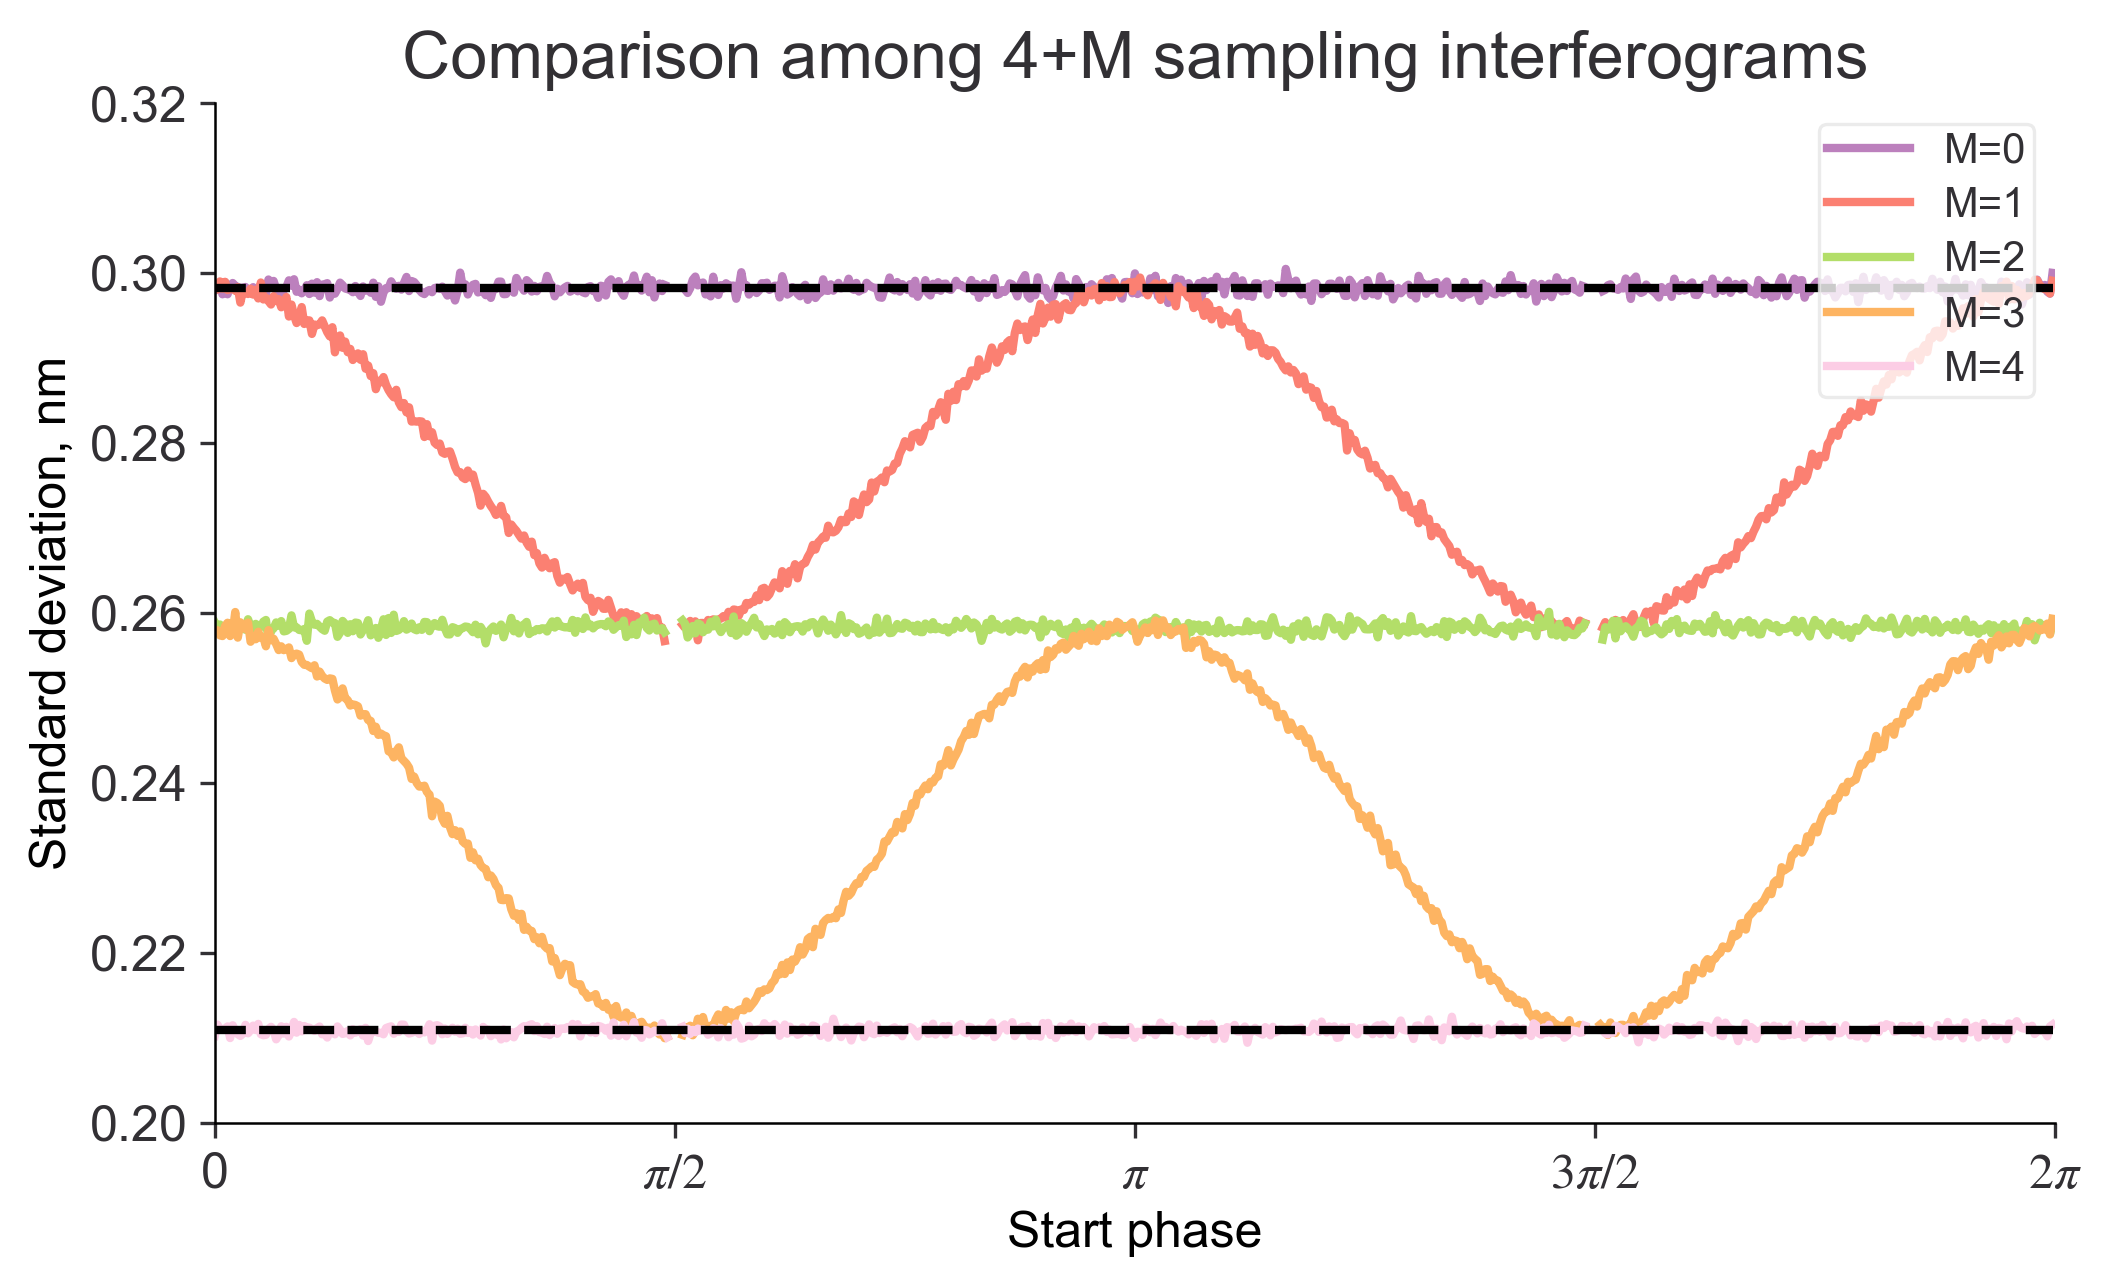 Comparison among 4+M sampling interferograms
0.32
0.30
0.28
0.26
0.24
0.22
0.20
Standard deviation, nm
M=0
M=1
M=2
M=3
M=4
0
π/2
π
3π/2
2π
Start phase